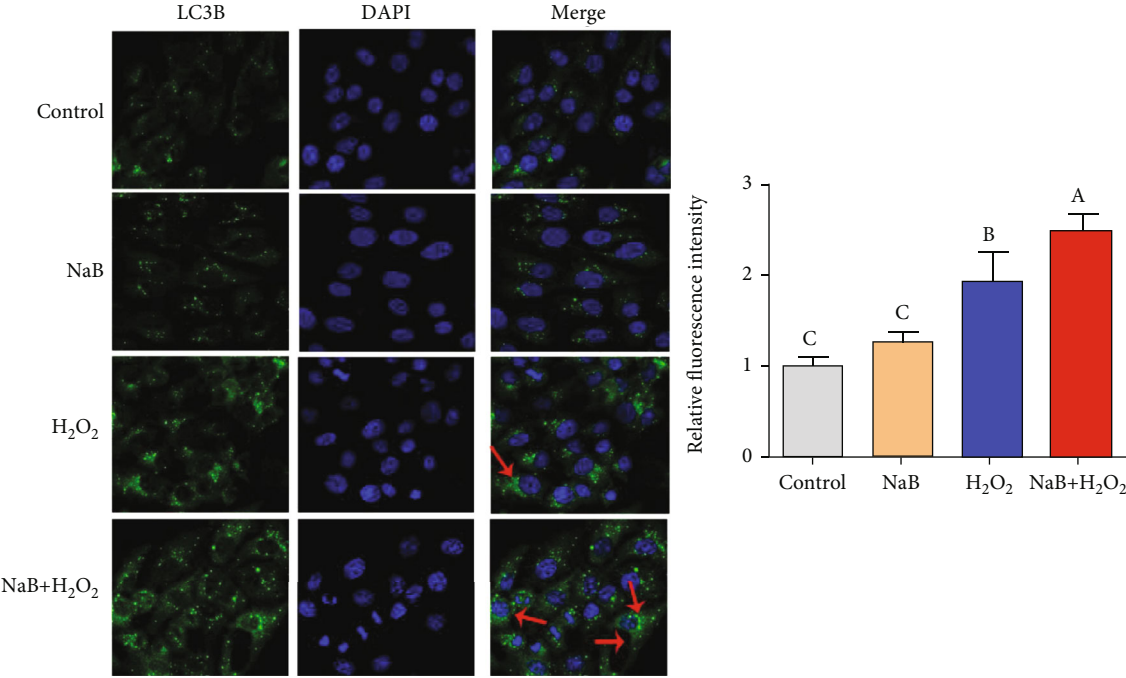 LC3B DAPI Merge
Control
NaB
H₂O₂
NaB+H₂O₂
Relative fluorescence intensity
3
2
1
0
C
C
B
A
Control NaB H₂O₂ NaB+H₂O₂